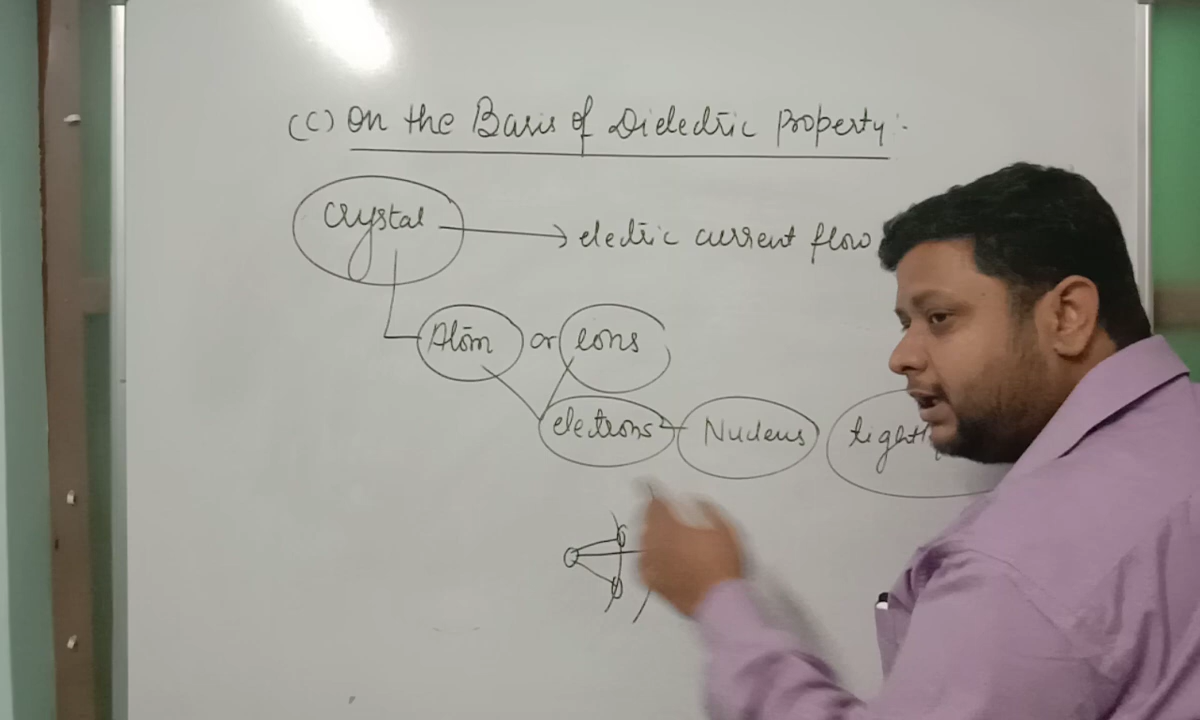 (C) On the Basis of Dielectric Property:-
Crystal → electric current flow
Atom or ions
electrons Nucleus